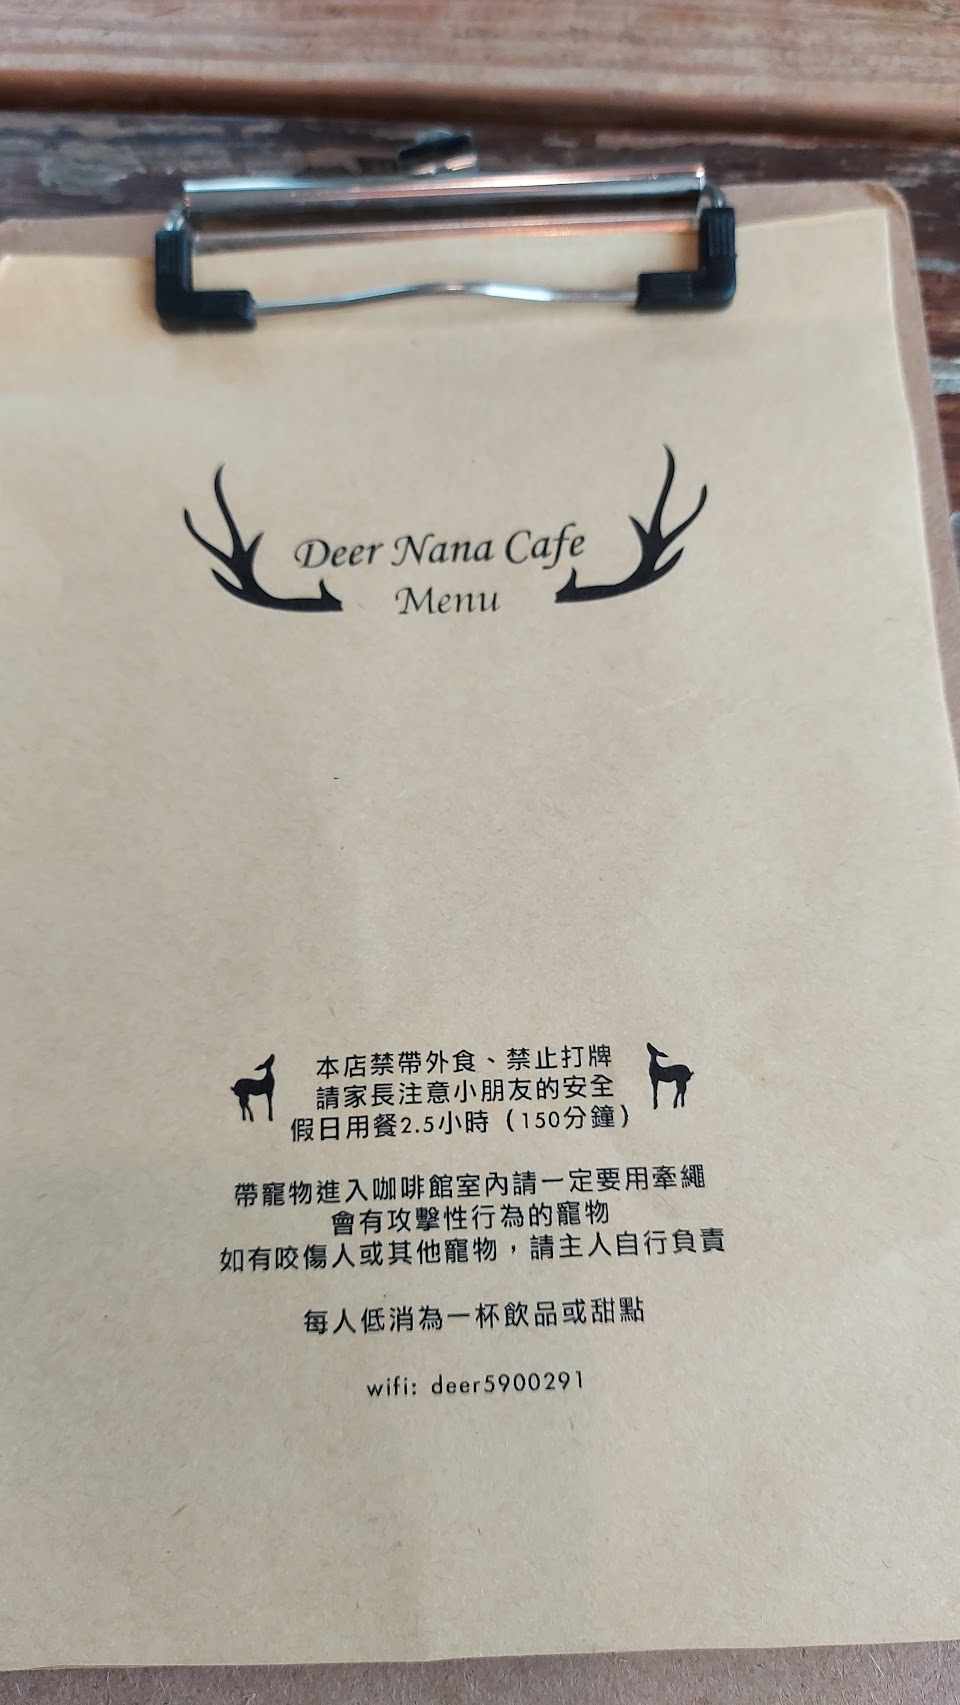 Deer Nana Cafe
Menu
本店禁帶外食、禁止打牌
請家長注意小朋友的安全
假日用餐2.5小時（150分鐘）
帶寵物進入咖啡館室內請一定要用牽繩
會有攻擊性行為的寵物
如有咬傷人或其他寵物，請主人自行負責
每人低消為一杯飲品或甜點
wifi: deer5900291